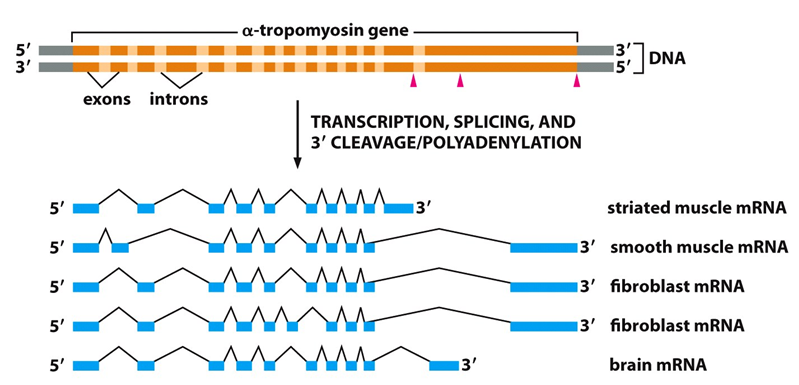 α-tropomyosin gene
5′ 3′
3′ 5′
DNA
exons introns
TRANSCRIPTION, SPLICING, AND
3′ CLEAVAGE/POLYADENYLATION
5′ 3′ striated muscle mRNA
5′ 3′ smooth muscle mRNA
5′ 3′ fibroblast mRNA
5′ 3′ fibroblast mRNA
5′ 3′ brain mRNA